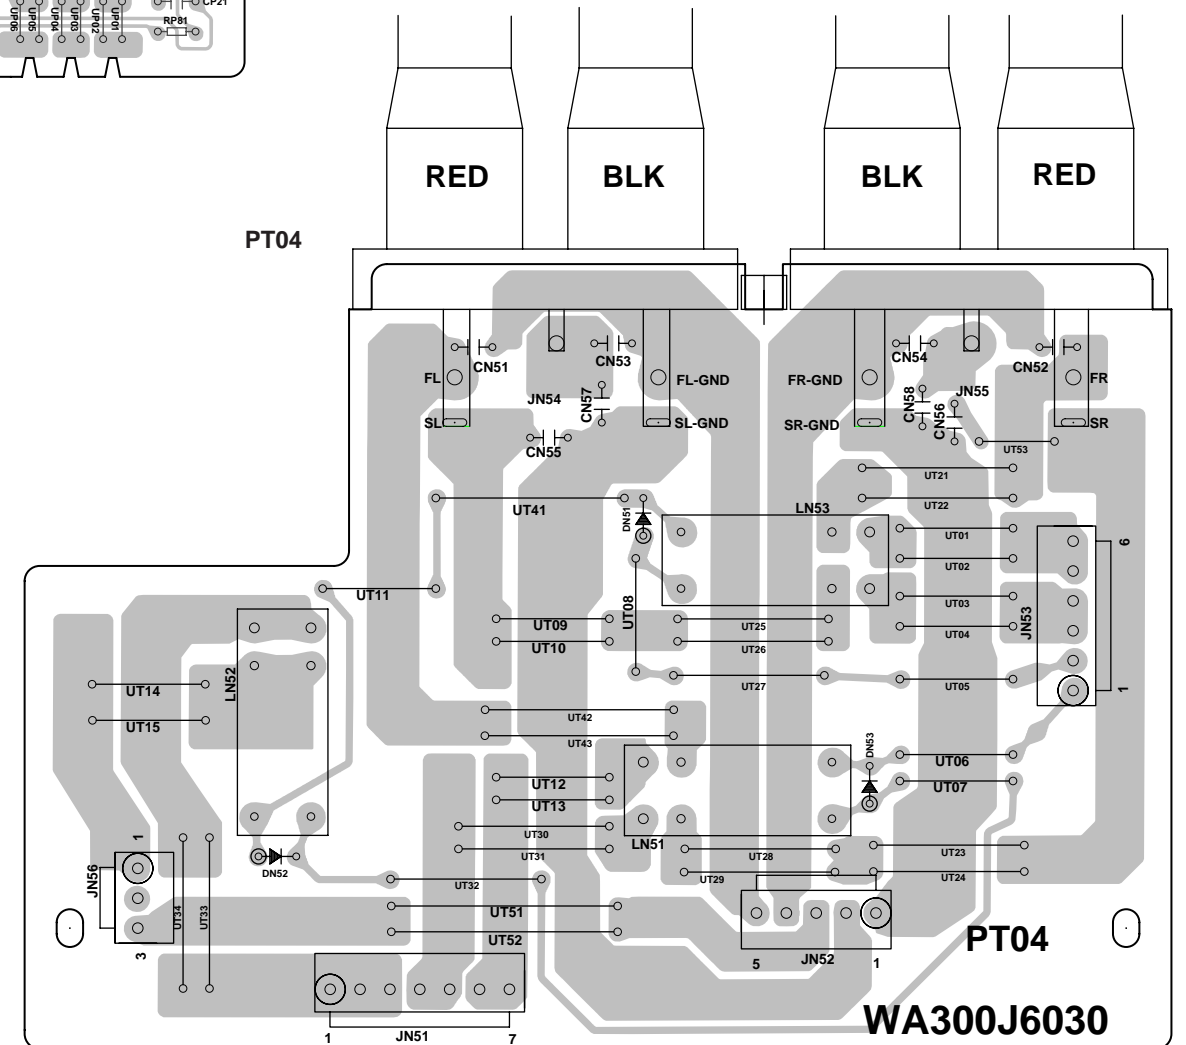 UP06
UP05
UP04
UP03
UP02
UP01
CP21
RP81
RED
BLK
BLK
RED
PT04
CN51
CN53
CN54
CN52
FL
FL-GND
FR-GND
FR
JN54
CN57
CN58
CN56
JN55
SL
SL-GND
SR-GND
SR
CN55
UT53
UT21
UT41
DN51
LN53
UT22
UT01
6
UT02
UT11
UT08
UT03
JN53
UT09
UT25
UT04
UT10
UT26
LN52
UT14
UT27
UT05
1
UT15
UT42
UT43
DN53
UT06
UT12
UT07
UT13
UT30
1
LN51
UT31
UT28
UT23
JN56
DN52
UT32
UT29
UT24
UT34
UT33
UT51
UT52
PT04
3
5
JN52
1
WA300J6030
1
JN51
7